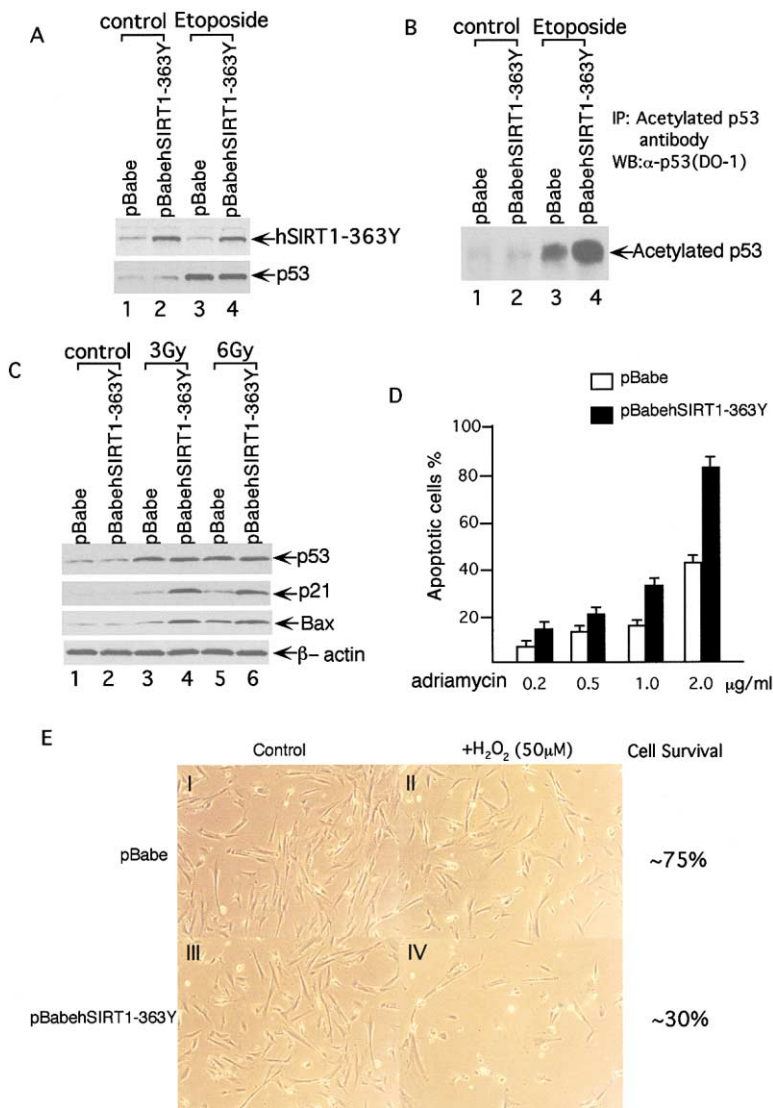 A
control Etoposide
pBabe
pBabehSIRT1-363Y
pBabe
pBabehSIRT1-363Y
hSIRT1-363Y
p53
1 2 3 4
B
control Etoposide
pBabe
pBabehSIRT1-363Y
pBabe
pBabehSIRT1-363Y
IP: Acetylated p53
antibody
WB:α-p53(DO-1)
Acetylated p53
1 2 3 4
C
control 3Gy 6Gy
pBabe
pBabehSIRT1-363Y
pBabe
pBabehSIRT1-363Y
pBabe
pBabehSIRT1-363Y
p53
p21
Bax
β- actin
1 2 3 4 5 6
D
pBabe
pBabehSIRT1-363Y
Apoptotic cells %
100
80
60
40
20
adriamycin 0.2 0.5 1.0 2.0 μg/ml
E
Control +H₂O₂ (50μM) Cell Survival
I II
pBabe ~75%
III IV
pBabehSIRT1-363Y ~30%